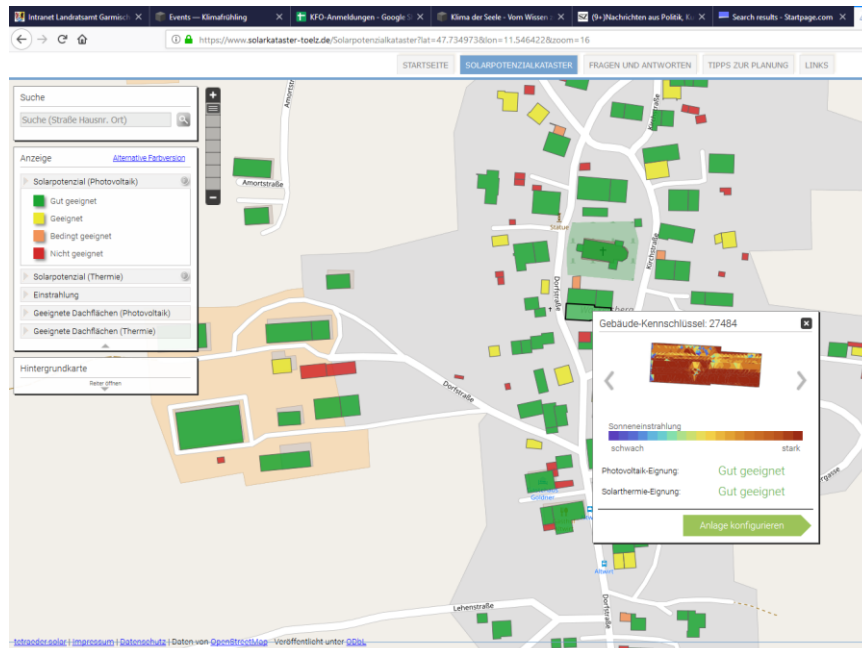 Intranet Landratsamt Garmisch
Events — Klimafrühling
KFO-Anmeldungen - Google S
Klima der Seele - Vom Wissen
(9+)Nachrichten aus Politik, Ku
Search results - Startpage.com
https://www.solarkataster-toelz.de/Solarpotenzialkataster?lat=47.734973&lon=11.546422&zoom=16
STARTSEITE
SOLARPOTENZIALKATASTER
FRAGEN UND ANTWORTEN
TIPPS ZUR PLANUNG
LINKS
Suche
Suche (Straße Hausnr. Ort)
Anzeige
Alternative Farbversion
Solarpotenzial (Photovoltaik)
Gut geeignet
Geeignet
Bedingt geeignet
Nicht geeignet
Solarpotenzial (Thermie)
Einstrahlung
Geeignete Dachflächen (Photovoltaik)
Geeignete Dachflächen (Thermie)
Hintergrundkarte
Reiter öffnen
Amortstraße
Amortstraße
Kirchstraße
Statue
Kirchstraße
Dorfstraße
Dorfstraße
Gebäude-Kennschlüssel: 27484
Sonneneinstrahlung
schwach
stark
Photovoltaik-Eignung:
Gut geeignet
Solarthermie-Eignung:
Gut geeignet
Anlage konfigurieren
Lehenstraße
Dorfstraße
tetraeder.solar | Impressum | Datenschutz | Daten von OpenStreetMap - Veröffentlicht unter ODbL